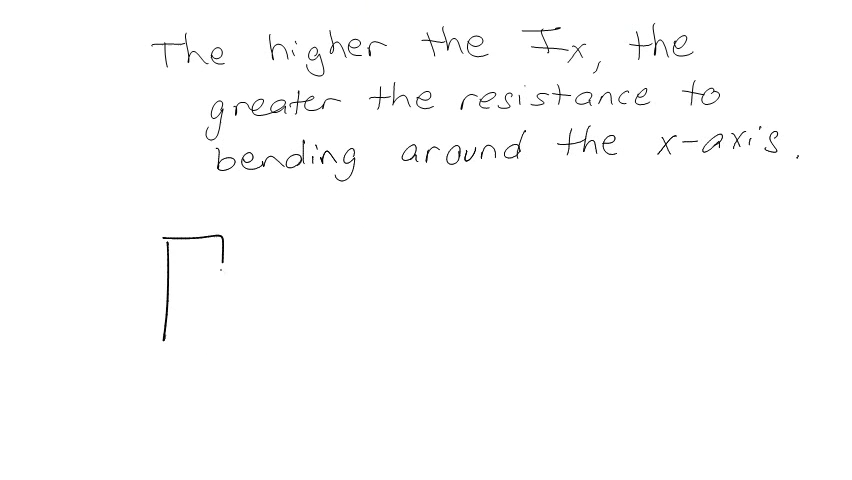 The higher the Ix, the
greater the resistance to
bending around the x-axis.